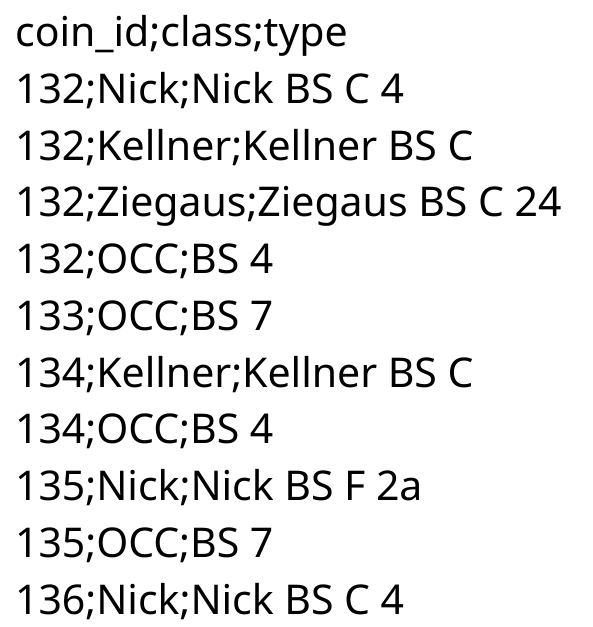 coin_id;class;type
132;Nick;Nick BS C 4
132;Kellner;Kellner BS C
132;Ziegaus;Ziegaus BS C 24
132;OCC;BS 4
133;OCC;BS 7
134;Kellner;Kellner BS C
134;OCC;BS 4
135;Nick;Nick BS F 2a
135;OCC;BS 7
136;Nick;Nick BS C 4